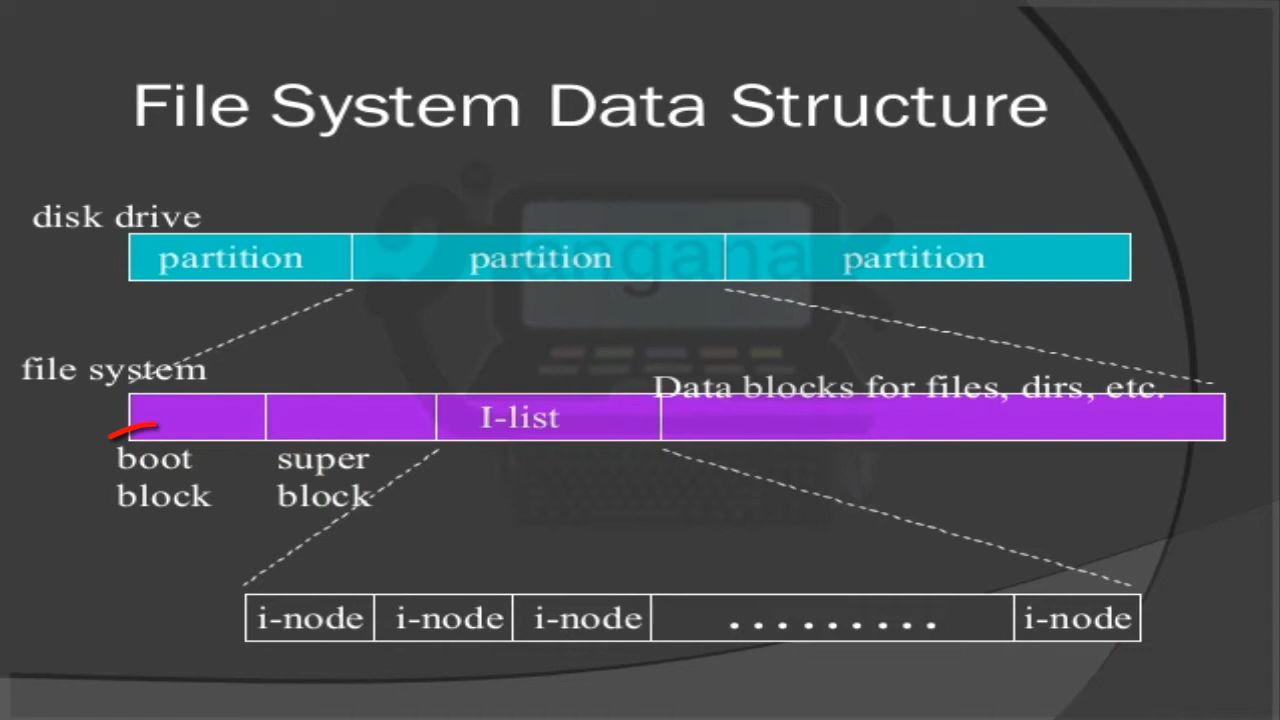 File System Data Structure
disk drive
partition partition partition
file system
Data blocks for files, dirs, etc.
I-list
boot
block
super
block
i-node i-node i-node ......... i-node
angana